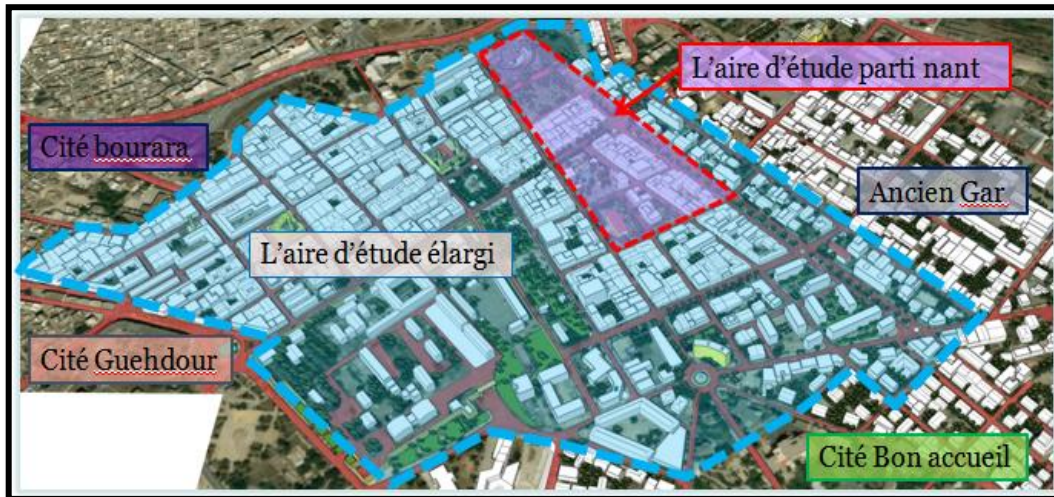 L'aire d'étude parti nant
Cité bourara
Ancien Gar
L'aire d'étude élargi
Cité Guehdour
Cité Bon accueil